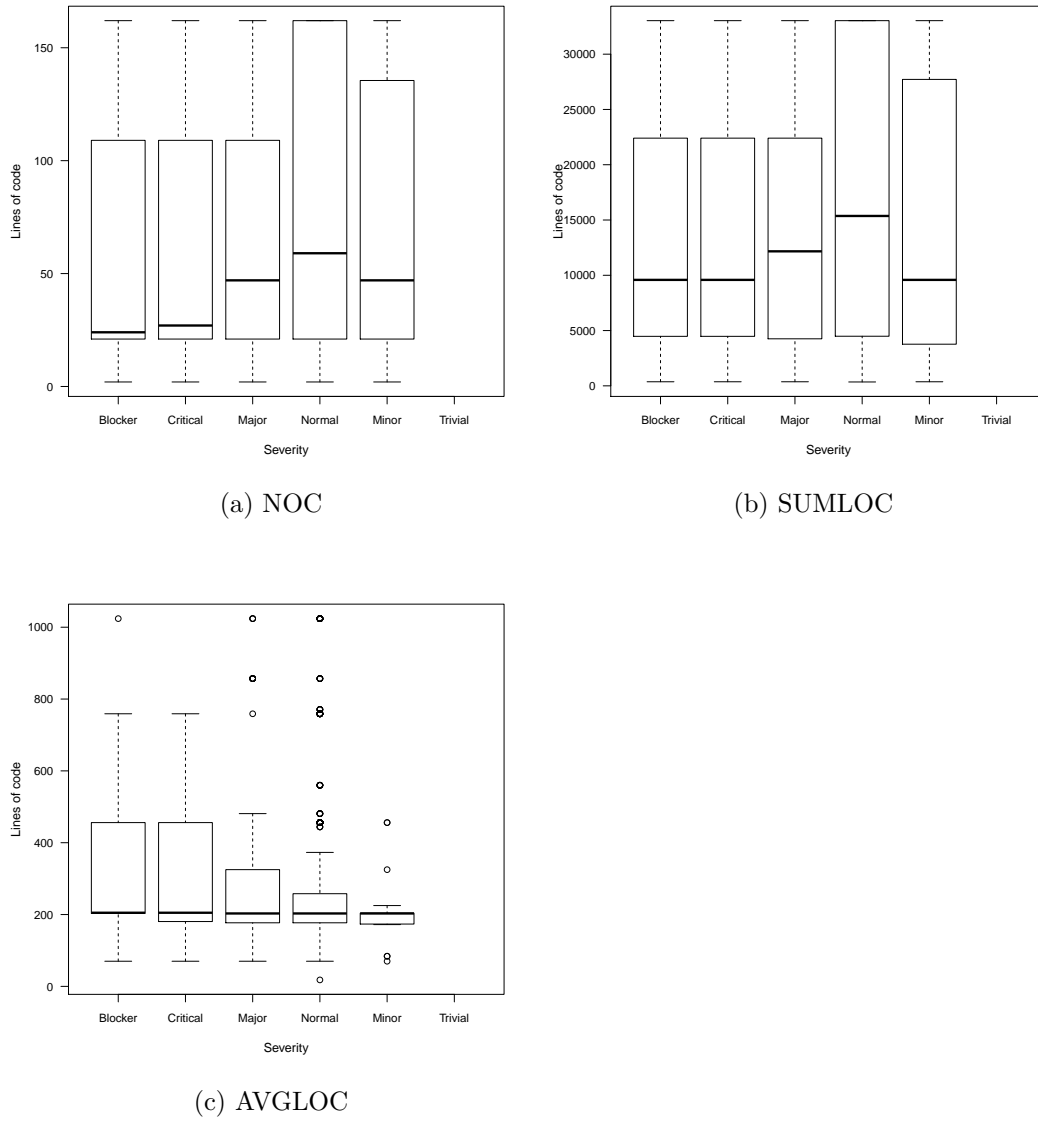 150
100
50
0
Lines of code
Blocker Critical Major Normal Minor Trivial
Severity
(a) NOC
30000
25000
20000
15000
10000
5000
0
Lines of code
Blocker Critical Major Normal Minor Trivial
Severity
(b) SUMLOC
1000
800
600
400
200
0
Lines of code
Blocker Critical Major Normal Minor Trivial
Severity
(c) AVGLOC